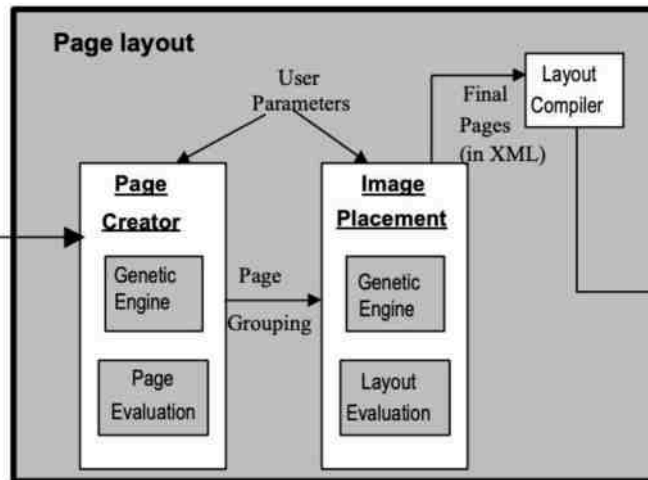 Page layout
User
Parameters
Layout
Compiler
Final
Pages
(in XML)
Page
Creator
Genetic
Engine
Page
Evaluation
Page
Grouping
Image
Placement
Genetic
Engine
Layout
Evaluation